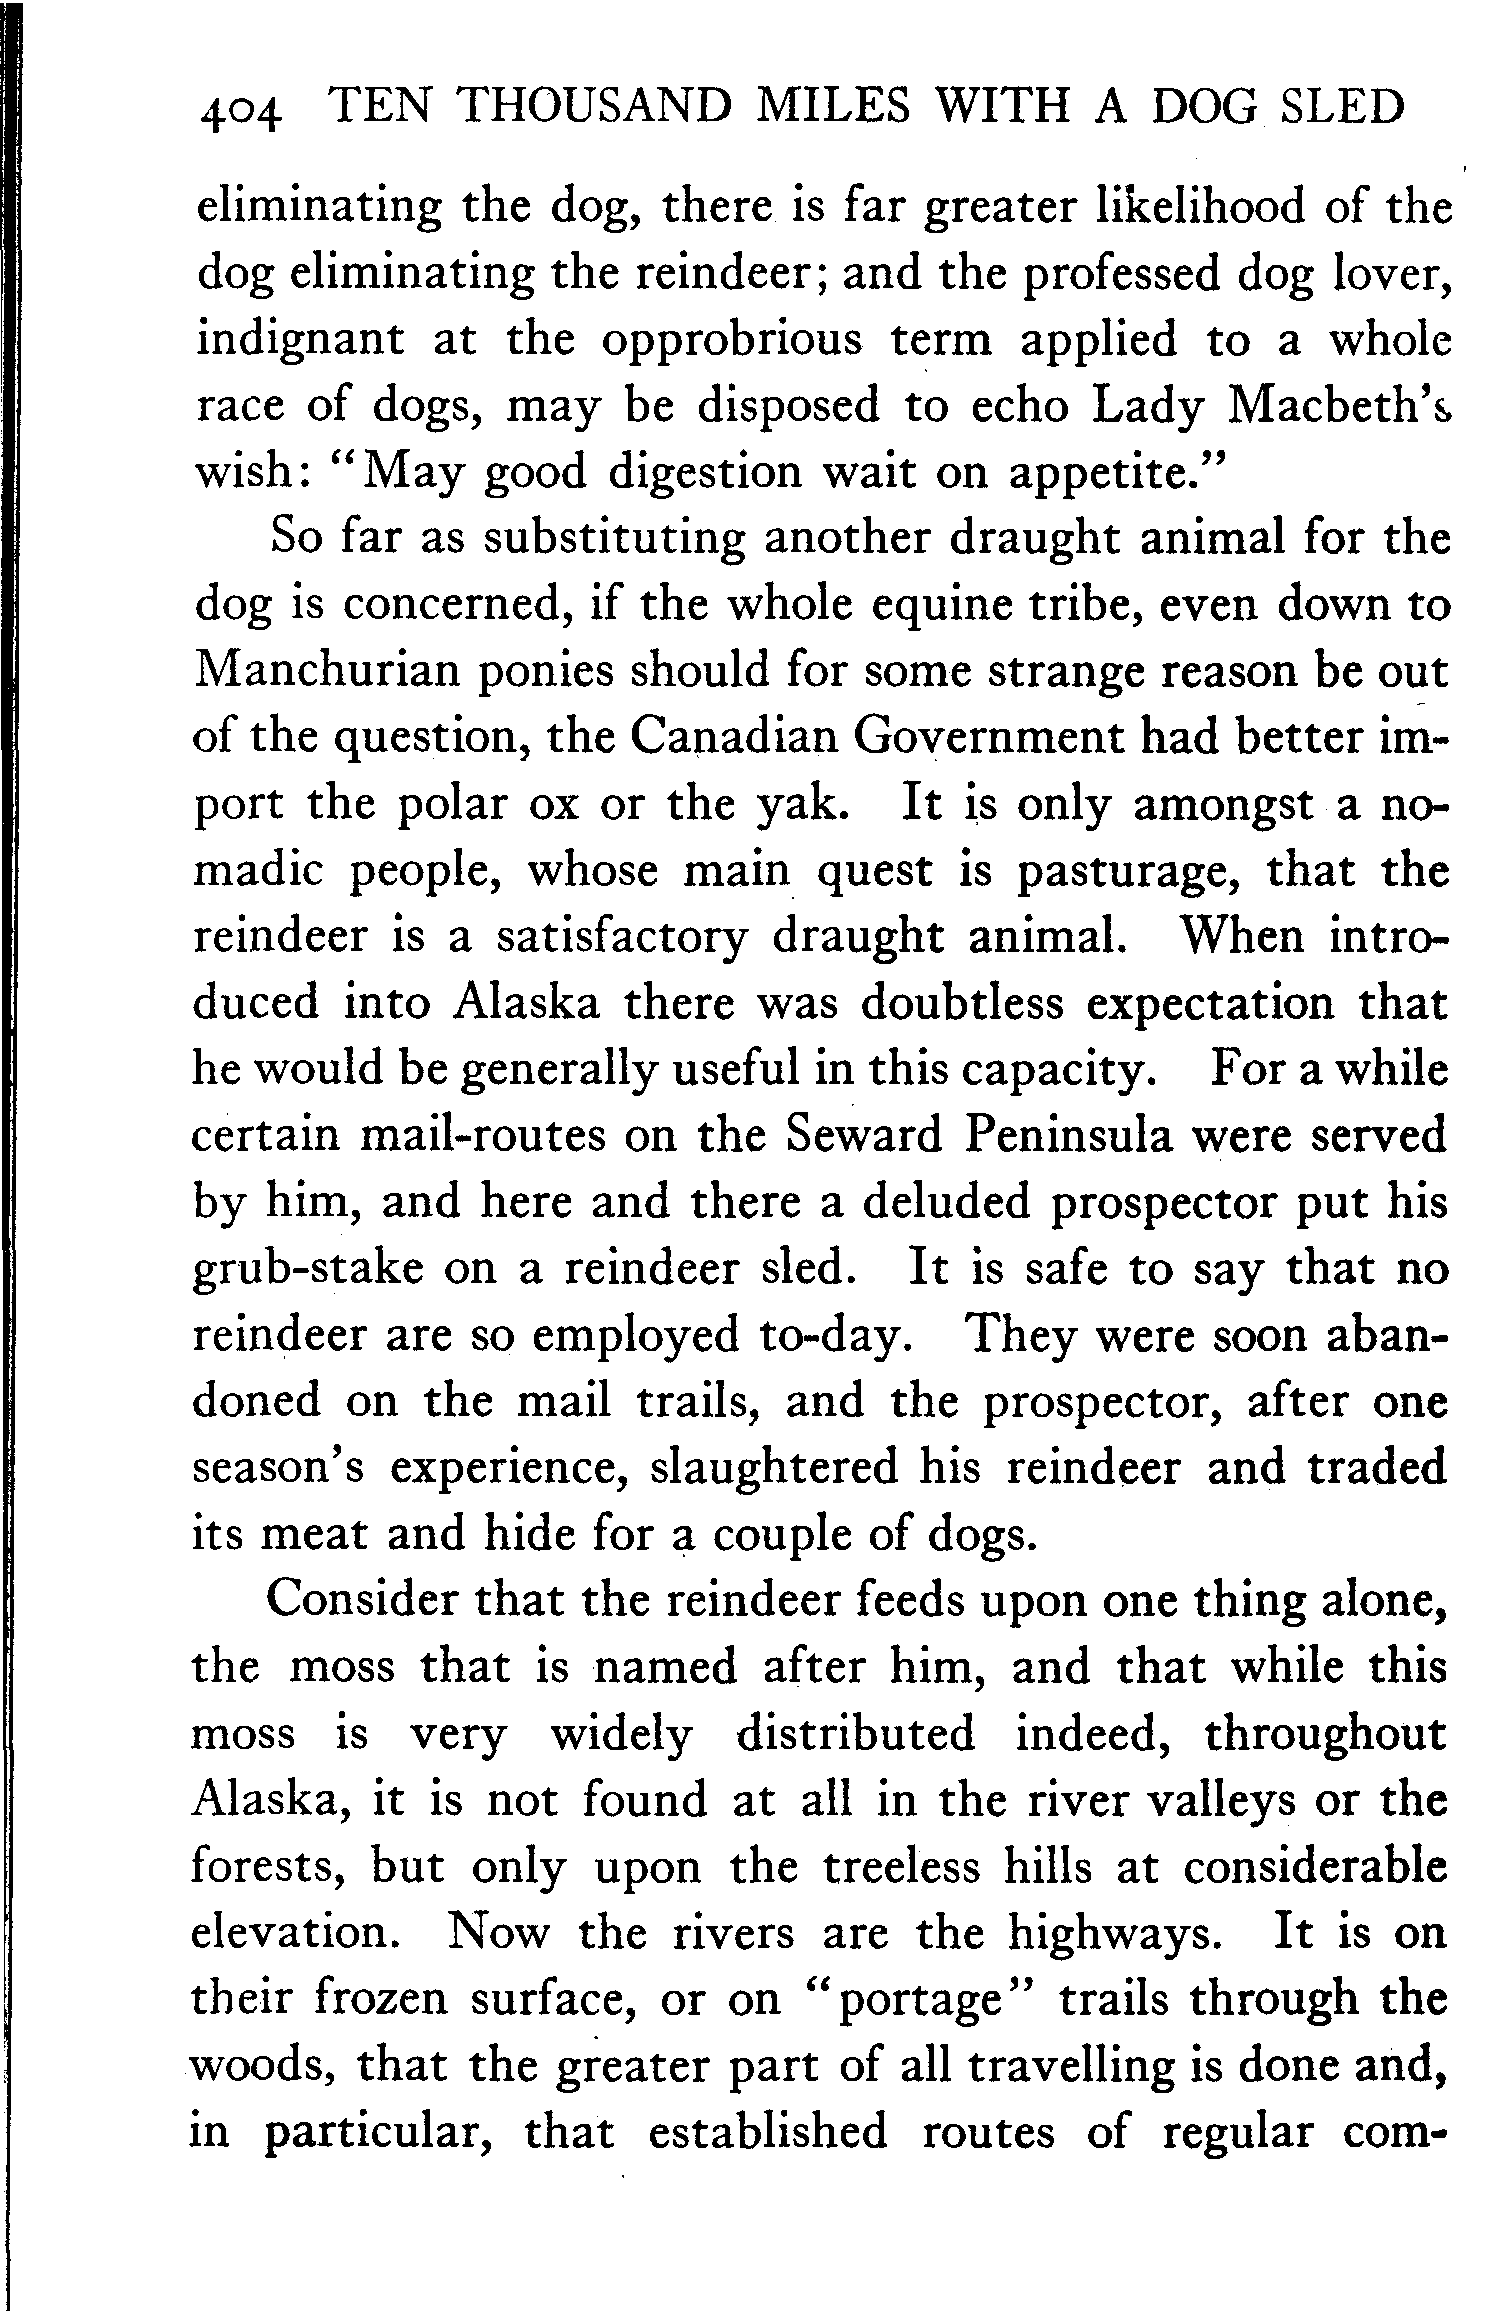 404 TEN THOUSAND MILES WITH A DOG SLED
eliminating the dog, there is far greater likelihood of the
dog eliminating the reindeer; and the professed dog lover,
indignant at the opprobrious term applied to a whole
race of dogs, may be disposed to echo Lady Macbeth's
wish: "May good digestion wait on appetite."
So far as substituting another draught animal for the
dog is concerned, if the whole equine tribe, even down to
Manchurian ponies should for some strange reason be out
of the question, the Canadian Government had better im-
port the polar ox or the yak. It is only amongst a no-
madic people, whose main quest is pasturage, that the
reindeer is a satisfactory draught animal. When intro-
duced into Alaska there was doubtless expectation that
he would be generally useful in this capacity. For a while
certain mail-routes on the Seward Peninsula were served
by him, and here and there a deluded prospector put his
grub-stake on a reindeer sled. It is safe to say that no
reindeer are so employed to-day. They were soon aban-
doned on the mail trails, and the prospector, after one
season's experience, slaughtered his reindeer and traded
its meat and hide for a couple of dogs.
Consider that the reindeer feeds upon one thing alone,
the moss that is named after him, and that while this
moss is very widely distributed indeed, throughout
Alaska, it is not found at all in the river valleys or the
forests, but only upon the treeless hills at considerable
elevation. Now the rivers are the highways. It is on
their frozen surface, or on "portage" trails through the
woods, that the greater part of all travelling is done and,
in particular, that established routes of regular com-